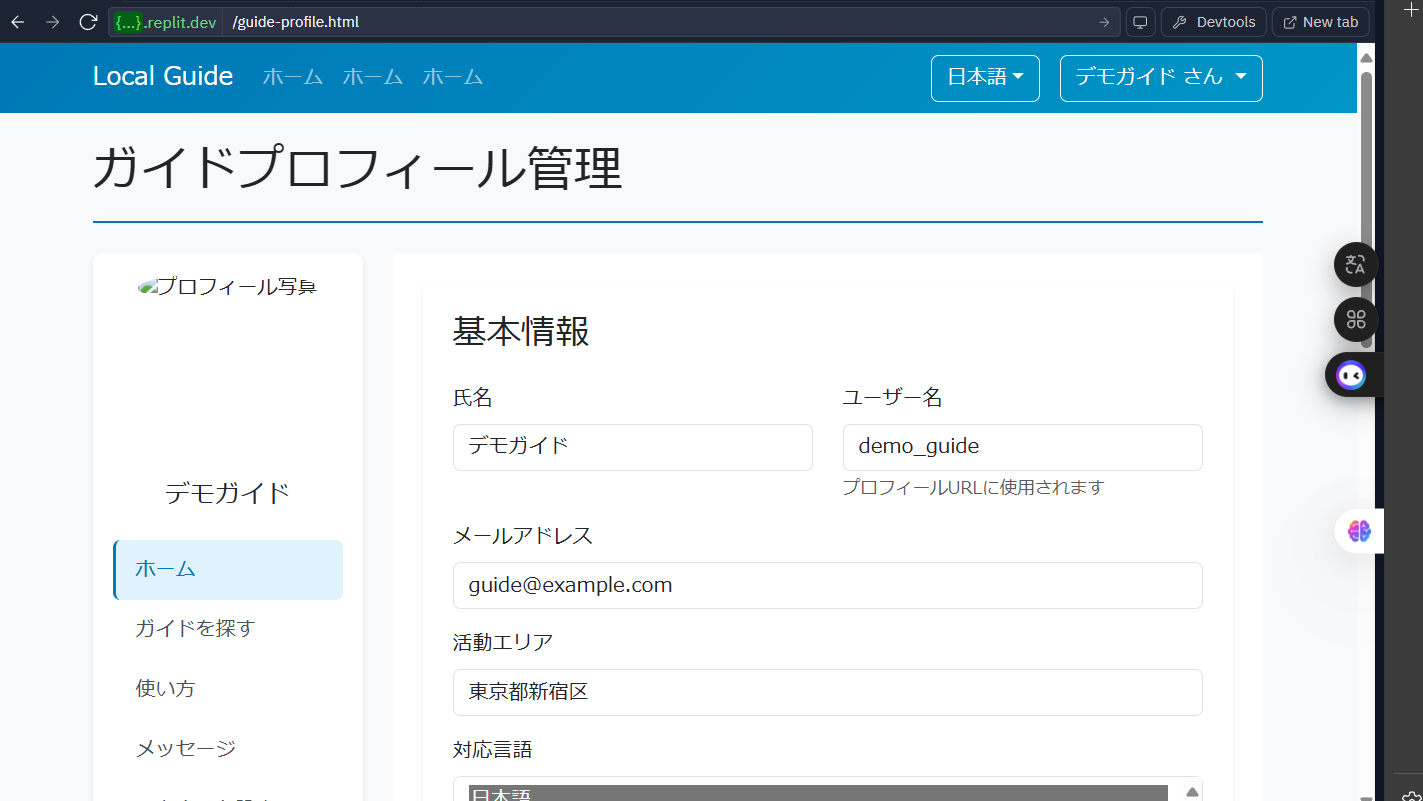 {...}.replit.dev /guide-profile.html
Devtools
New tab
Local Guide ホーム ホーム ホーム
日本語
デモガイド さん
ガイドプロフィール管理
プロフィール写真
デモガイド
ホーム
ガイドを探す
使い方
メッセージ
基本情報
氏名
デモガイド
ユーザー名
demo_guide
プロフィールURLに使用されます
メールアドレス
guide@example.com
活動エリア
東京都新宿区
対応言語
日本語